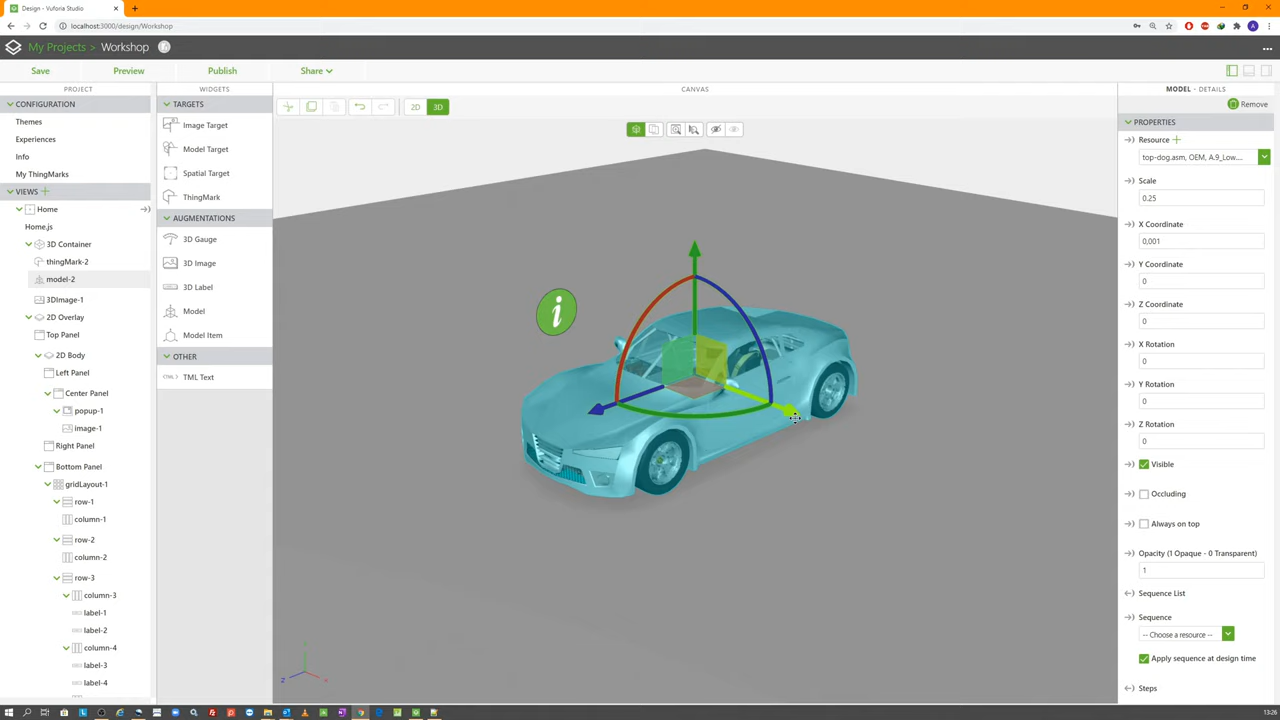 Design - Vuforia Studio
localhost:3000/design/Workshop
My Projects > Workshop
Save
Preview
Publish
Share
PROJECT
CONFIGURATION
Themes
Experiences
Info
My ThingMarks
VIEWS
Home
Home.js
3D Container
thingMark-2
model-2
3DImage-1
2D Overlay
Top Panel
2D Body
Left Panel
Center Panel
popup-1
image-1
Right Panel
Bottom Panel
gridLayout-1
row-1
column-1
row-2
column-2
row-3
column-3
label-1
label-2
column-4
label-3
label-4
WIDGETS
TARGETS
Image Target
Model Target
Spatial Target
ThingMark
AUGMENTATIONS
3D Gauge
3D Image
3D Label
Model
Model Item
OTHER
TML Text
CANVAS
2D
3D
i
z
x
MODEL - DETAILS
Remove
PROPERTIES
Resource
top-dog.asm, OEM, A.9_Low....
Scale
0.25
X Coordinate
0,001
Y Coordinate
0
Z Coordinate
0
X Rotation
0
Y Rotation
0
Z Rotation
0
Visible
Occluding
Always on top
Opacity (1 Opaque - 0 Transparent)
1
Sequence List
Sequence
-- Choose a resource --
Apply sequence at design time
Steps
13:26